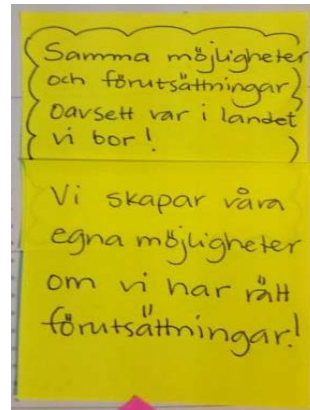 Samma möjligheter
och förutsättningar
oavsett var i landet
vi bor!
Vi skapar våra
egna möjligheter
om vi har rätt
förutsättningar!